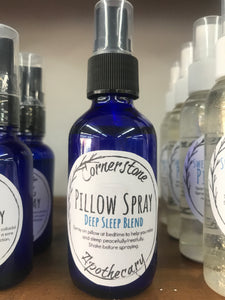 Cornerstone
PILLOW SPRAY
DEEP SLEEP BLEND
Spray on pillow at bedtime to help you relax
and sleep peacefully/restfully.
Shake before spraying.
Apothecary